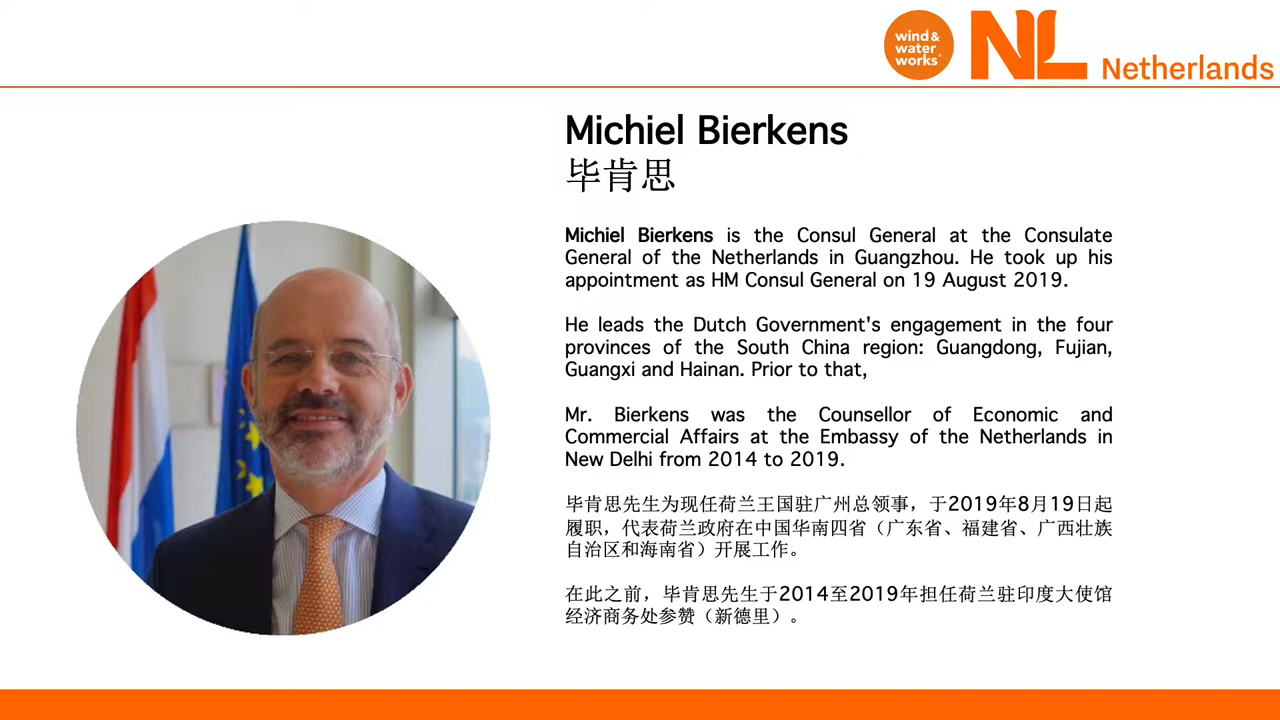 wind &
water
works
NL Netherlands
Michiel Bierkens
毕肯思
Michiel Bierkens is the Consul General at the Consulate
General of the Netherlands in Guangzhou. He took up his
appointment as HM Consul General on 19 August 2019.
He leads the Dutch Government's engagement in the four
provinces of the South China region: Guangdong, Fujian,
Guangxi and Hainan. Prior to that,
Mr. Bierkens was the Counsellor of Economic and
Commercial Affairs at the Embassy of the Netherlands in
New Delhi from 2014 to 2019.
毕肯思先生为现任荷兰王国驻广州总领事，于2019年8月19日起
履职，代表荷兰政府在中国华南四省（广东省、福建省、广西壮族
自治区和海南省）开展工作。
在此之前，毕肯思先生于2014至2019年担任荷兰驻印度大使馆
经济商务处参赞（新德里）。